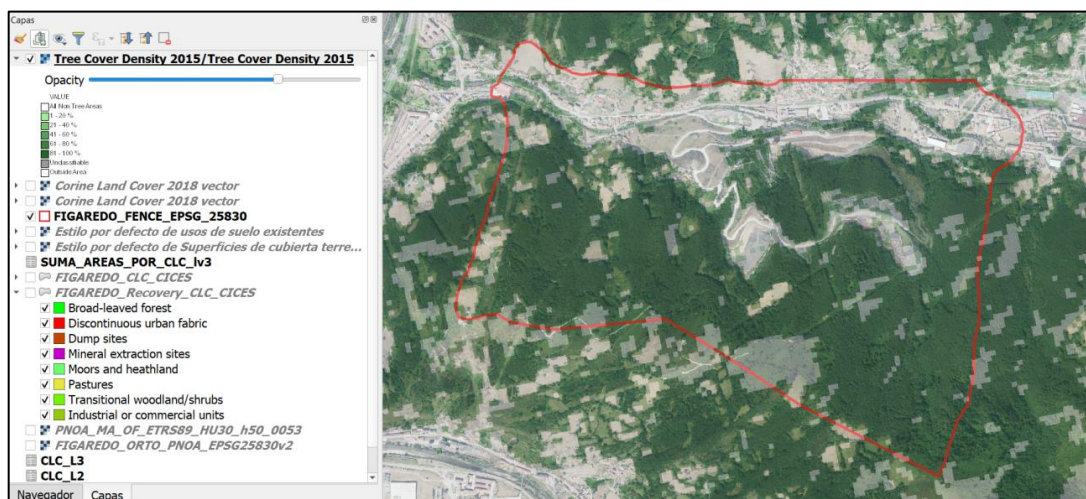 Capas
Tree Cover Density 2015/Tree Cover Density 2015
Opacity
VALUE
All Non Tree Areas
1 - 20 %
21 - 40 %
41 - 60 %
61 - 80 %
81 - 100 %
Unclassifiable
Outside Area
Corine Land Cover 2018 vector
Corine Land Cover 2018 vector
FIGAREDO_FENCE_EPSG_25830
Estilo por defecto de usos de suelo existentes
Estilo por defecto de Superficies de cubierta terre...
SUMA_AREAS_POR_CLC_lv3
FIGAREDO_CLC_CICES
FIGAREDO_Recovery_CLC_CICES
Broad-leaved forest
Discontinuous urban fabric
Dump sites
Mineral extraction sites
Moors and heathland
Pastures
Transitional woodland/shrubs
Industrial or commercial units
PNOA_MA_OF_ETRS89_HU30_h50_0053
FIGAREDO_ORTO_PNOA_EPSG25830v2
CLC_L3
CLC_L2
Navegador Capas